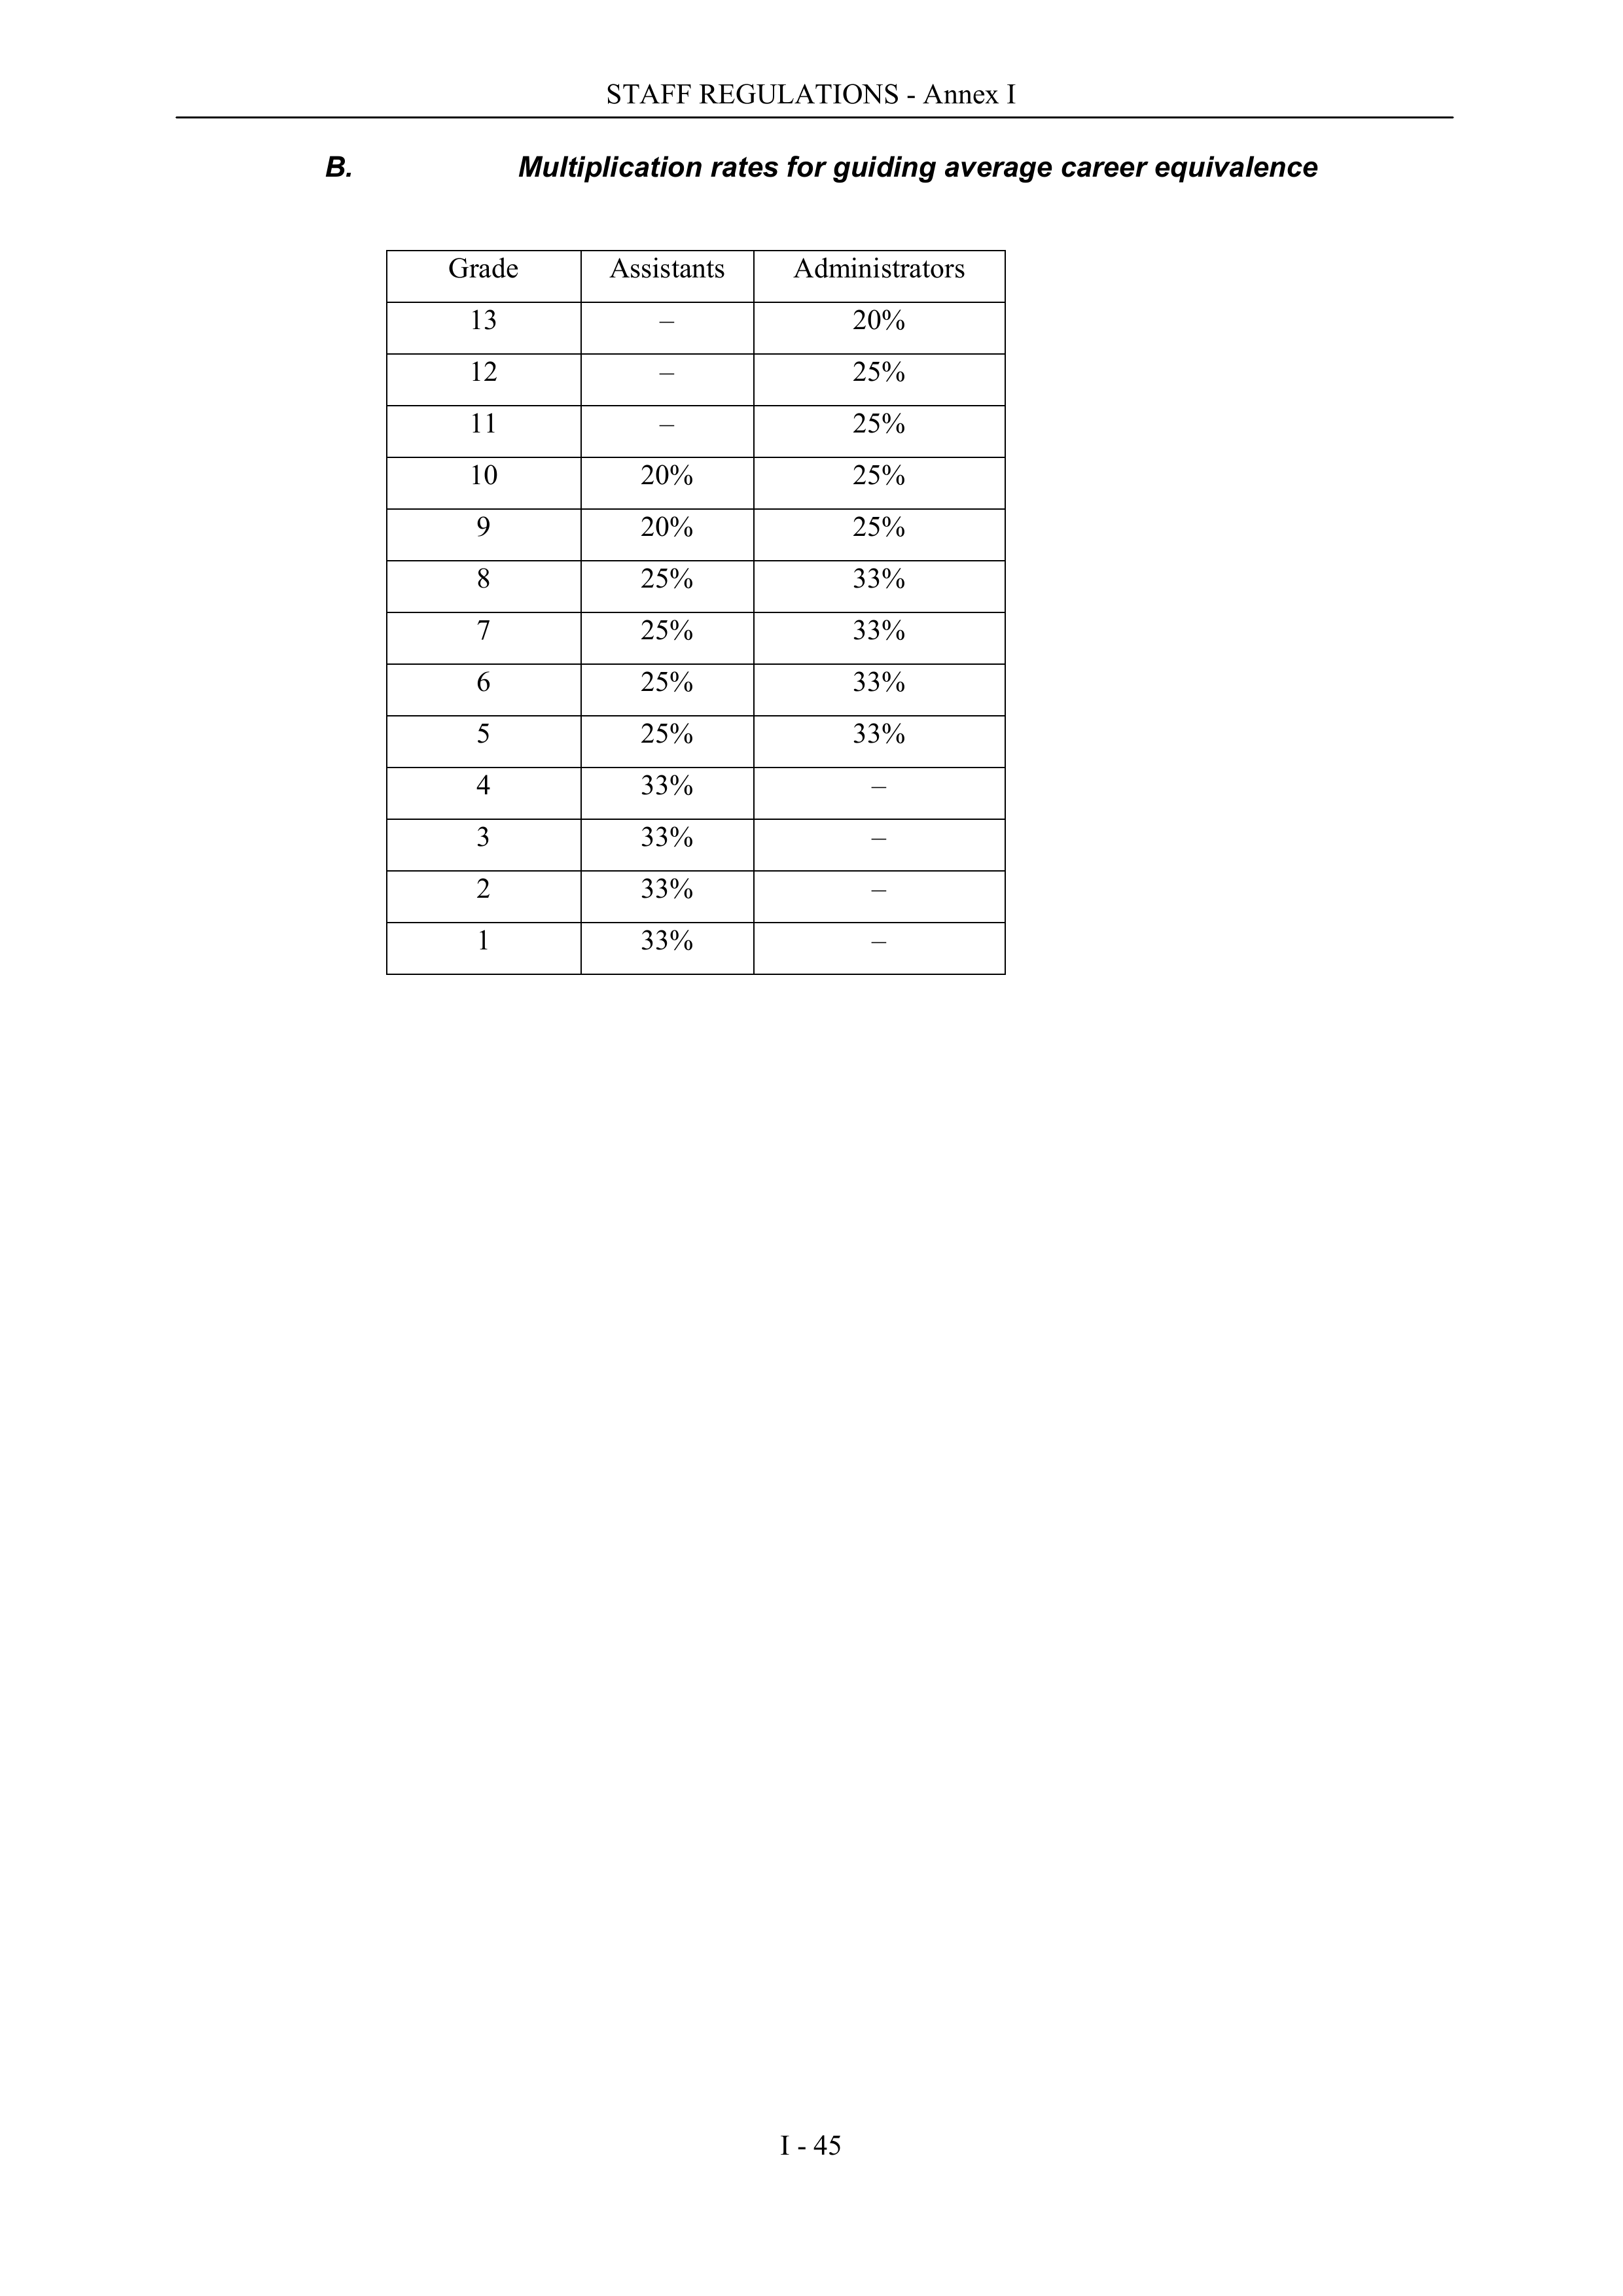 STAFF REGULATIONS - Annex I
B. Multiplication rates for guiding average career equivalence
Grade Assistants Administrators
13 – 20%
12 – 25%
11 – 25%
10 20% 25%
9 20% 25%
8 25% 33%
7 25% 33%
6 25% 33%
5 25% 33%
4 33% –
3 33% –
2 33% –
1 33% –
I - 45